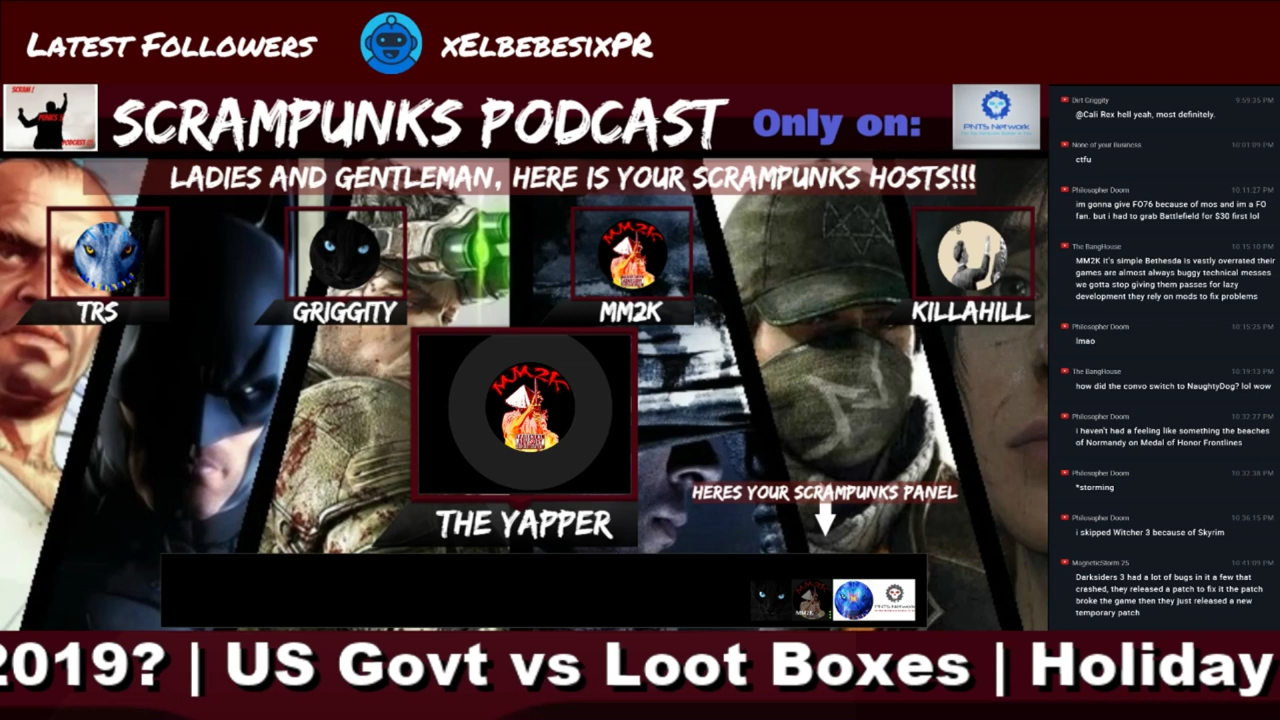 LATEST FOLLOWERS
xELBEBESIXPR
SCRAM!
PUNKS!!
PODCAST!!!
SCRAMPUNKS PODCAST
Only on:
PNTS Network
LADIES AND GENTLEMAN, HERE IS YOUR SCRAMPUNKS HOSTS!!!
TRS
GRIGGITY
MM2K
MM2K
KILLAHILL
MM2K
THE YAPPER
HERES YOUR SCRAMPUNKS PANEL
MM2K
PNTS Network
Dirt Griggity 9:59:35 PM
@Cali Rex hell yeah, most definitely.
None of your Business 10:01:09 PM
ctfu
Philosopher Doom 10:11:27 PM
im gonna give FO76 because of mos and im a FO
fan. but i had to grab Battlefield for $30 first lol
The BangHouse 10:15:10 PM
MM2K it's simple Bethesda is vastly overrated their
games are almost always buggy technical messes
we gotta stop giving them passes for lazy
development they rely on mods to fix problems
Philosopher Doom 10:15:25 PM
lmao
The BangHouse 10:19:13 PM
how did the convo switch to NaughtyDog? lol wow
Philosopher Doom 10:32:27 PM
i haven't had a feeling like something the beaches
of Normandy on Medal of Honor Frontlines
Philosopher Doom 10:32:38 PM
*storming
Philosopher Doom 10:36:15 PM
i skipped Witcher 3 because of Skyrim
MagneticStorm 25 10:41:09 PM
Darksiders 3 had a lot of bugs in it a few that
crashed, they released a patch to fix it the patch
broke the game then they just released a new
temporary patch
2019? | US Govt vs Loot Boxes | Holiday